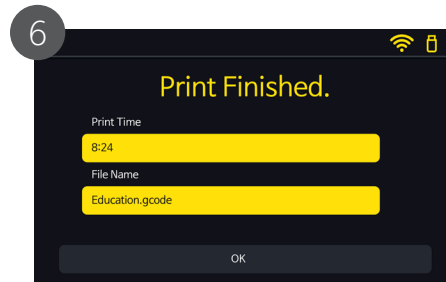 6
Print Finished.
Print Time
8:24
File Name
Education.gcode
OK